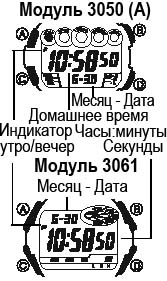 Модуль 3050 (A)
A B
P 10:58 50
6-30
C D
Месяц - Дата
Домашнее время
Индикатор Часы:минуты
утро/вечер Секунды
Модуль 3061
Месяц - Дата
A B
6-30
P 10:58 50
C D